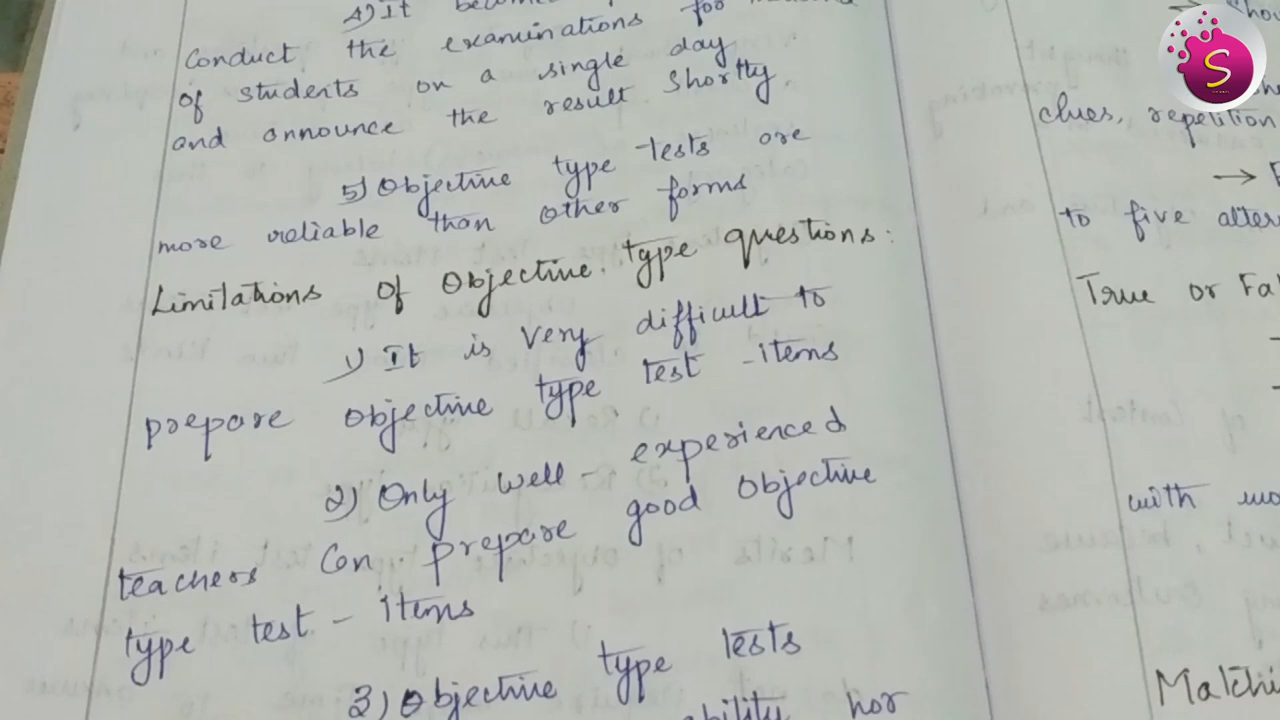 4) It
Conduct the examinations for
of students on a single day
and announce the result shortly
5) Objective type tests are
more reliable than other forms
Limitations Of Objective type questions:
1) It is very difficult to
prepare objective type test - items
2) Only well - experienced
teachers can prepare good objective
type test - items
3) Objective type tests
nor
S
clues, repetition
→
to five
True or
with